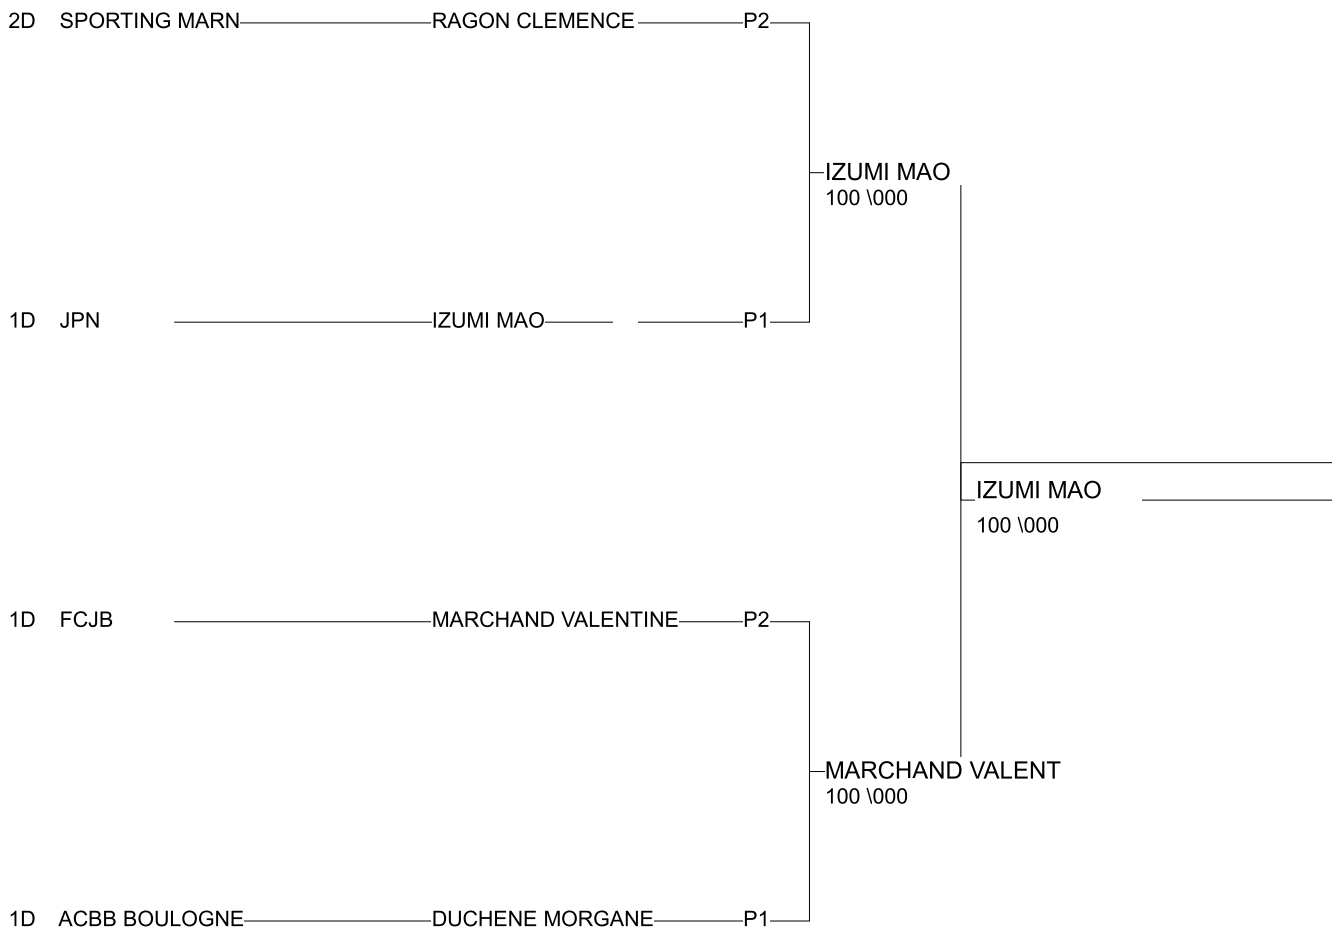 2D SPORTING MARN RAGON CLEMENCE P2
IZUMI MAO
100 \000
1D JPN IZUMI MAO P1
IZUMI MAO
100 \000
1D FCJB MARCHAND VALENTINE P2
MARCHAND VALENT
100 \000
1D ACBB BOULOGNE DUCHENE MORGANE P1